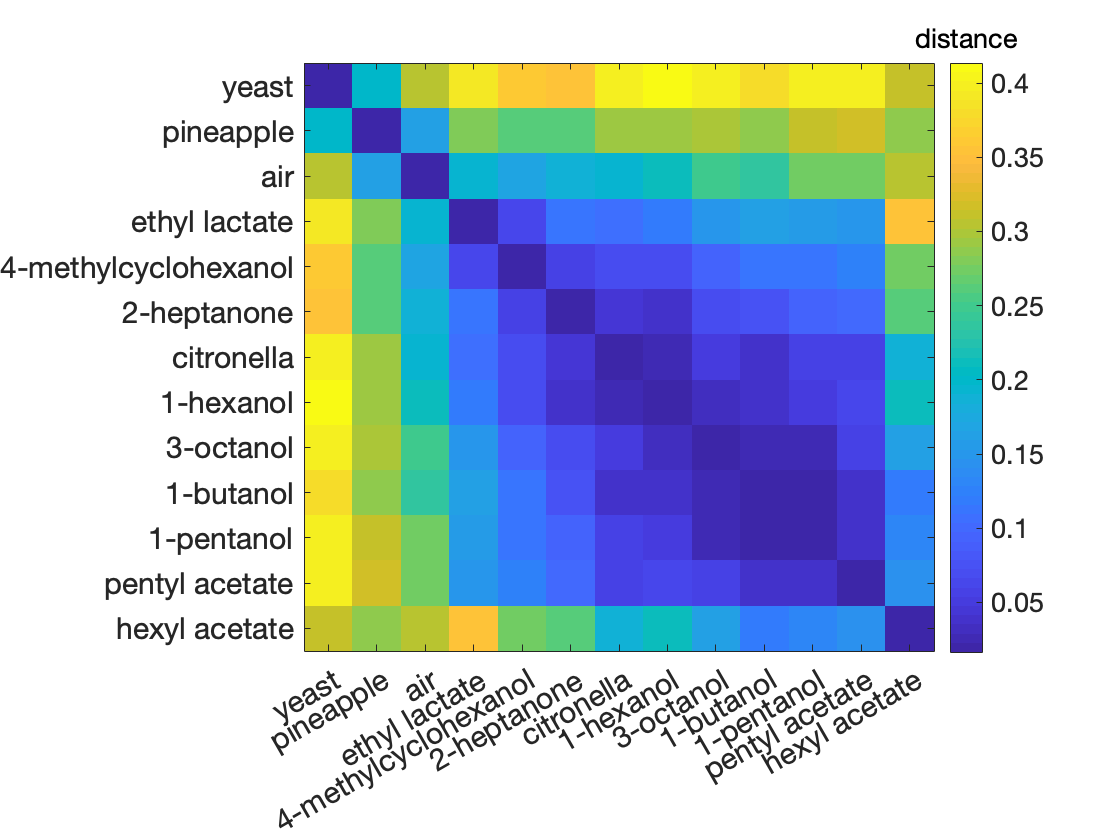 distance
yeast
pineapple
air
ethyl lactate
4-methylcyclohexanol
2-heptanone
citronella
1-hexanol
3-octanol
1-butanol
1-pentanol
pentyl acetate
hexyl acetate
0.4
0.35
0.3
0.25
0.2
0.15
0.1
0.05
yeast
pineapple
air
ethyl lactate
4-methylcyclohexanol
2-heptanone
citronella
1-hexanol
3-octanol
1-butanol
1-pentanol
pentyl acetate
hexyl acetate